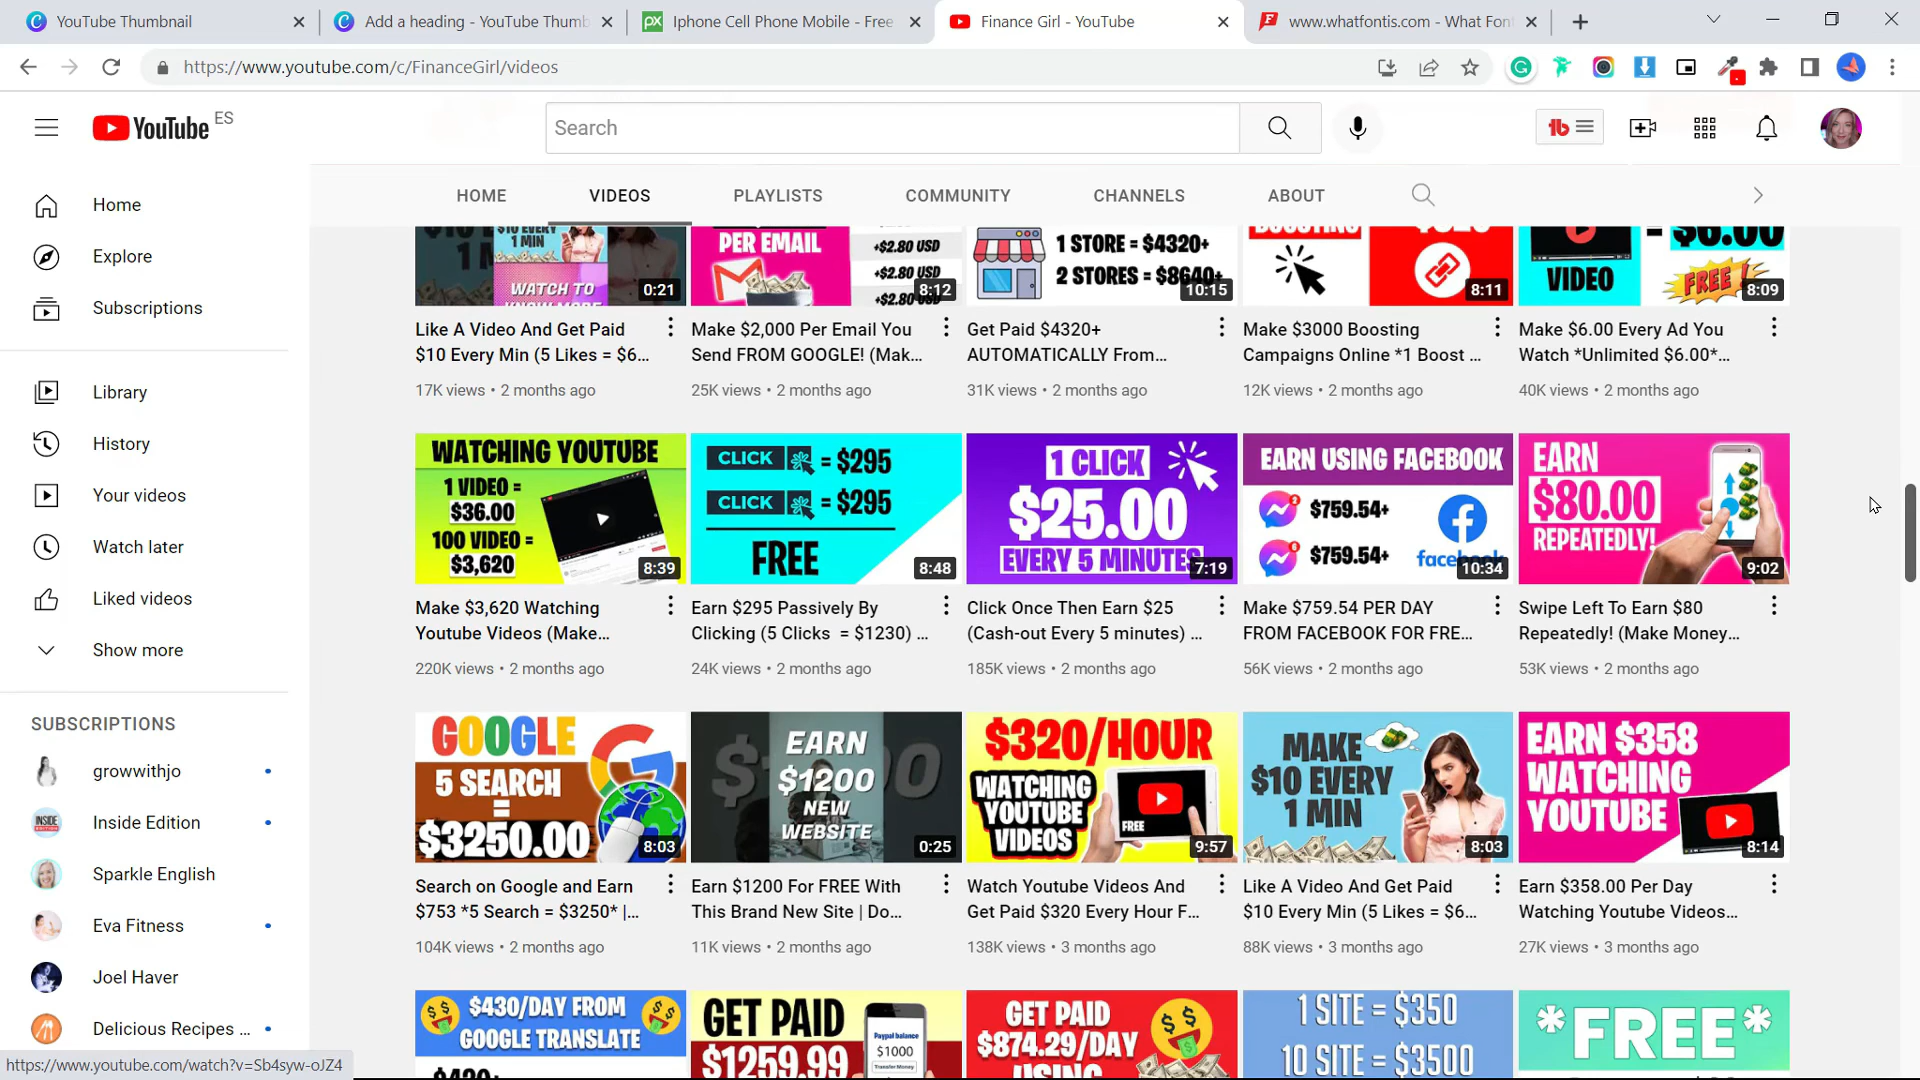 YouTube Thumbnail
Add a heading - YouTube Thumb
Iphone Cell Phone Mobile - Free
Finance Girl - YouTube
www.whatfontis.com - What Font
https://www.youtube.com/c/FinanceGirl/videos
YouTube ES
Search
HOME
VIDEOS
PLAYLISTS
COMMUNITY
CHANNELS
ABOUT
Home
Explore
Subscriptions
Library
History
Your videos
Watch later
Liked videos
Show more
SUBSCRIPTIONS
growwithjo
Inside Edition
Sparkle English
Eva Fitness
Joel Haver
Delicious Recipes ...
https://www.youtube.com/watch?v=Sb4syw-oJZ4
$10 EVERY
1 MIN
WATCH TO
KNOW MORE
0:21
PER EMAIL
+$2.80 USD
+$2.80 USD
+$2.80 USD
8:12
1 STORE = $4320+
2 STORES = $8640+
10:15
BOOSTING
8:11
VIDEO
= $6.00
FREE!
8:09
Like A Video And Get Paid
$10 Every Min (5 Likes = $6...
17K views • 2 months ago
Make $2,000 Per Email You
Send FROM GOOGLE! (Mak...
25K views • 2 months ago
Get Paid $4320+
AUTOMATICALLY From...
31K views • 2 months ago
Make $3000 Boosting
Campaigns Online *1 Boost ...
12K views • 2 months ago
Make $6.00 Every Ad You
Watch *Unlimited $6.00*...
40K views • 2 months ago
WATCHING YOUTUBE
1 VIDEO =
$36.00
100 VIDEO =
$3,620
8:39
CLICK = $295
CLICK = $295
FREE
8:48
1 CLICK
$25.00
EVERY 5 MINUTES
7:19
EARN USING FACEBOOK
$759.54+
$759.54+
facebook
10:34
EARN
$80.00
REPEATEDLY!
9:02
Make $3,620 Watching
Youtube Videos (Make...
220K views • 2 months ago
Earn $295 Passively By
Clicking (5 Clicks = $1230) ...
24K views • 2 months ago
Click Once Then Earn $25
(Cash-out Every 5 minutes) ...
185K views • 2 months ago
Make $759.54 PER DAY
FROM FACEBOOK FOR FRE...
56K views • 2 months ago
Swipe Left To Earn $80
Repeatedly! (Make Money...
53K views • 2 months ago
GOOGLE
5 SEARCH
=
$3250.00
8:03
EARN
$1200
NEW
WEBSITE
0:25
$320/HOUR
WATCHING
YOUTUBE
VIDEOS
FREE
9:57
MAKE
$10 EVERY
1 MIN
8:03
EARN $358
WATCHING
YOUTUBE
8:14
Search on Google and Earn
$753 *5 Search = $3250* |...
104K views • 2 months ago
Earn $1200 For FREE With
This Brand New Site | Do...
11K views • 2 months ago
Watch Youtube Videos And
Get Paid $320 Every Hour F...
138K views • 3 months ago
Like A Video And Get Paid
$10 Every Min (5 Likes = $6...
88K views • 3 months ago
Earn $358.00 Per Day
Watching Youtube Videos...
27K views • 3 months ago
$430/DAY FROM
GOOGLE TRANSLATE
GET PAID
$1259.99
Paypal balance
$1000
Transfer Money
GET PAID
$874.29/DAY
USING
1 SITE = $350
10 SITE = $3500
*FREE*